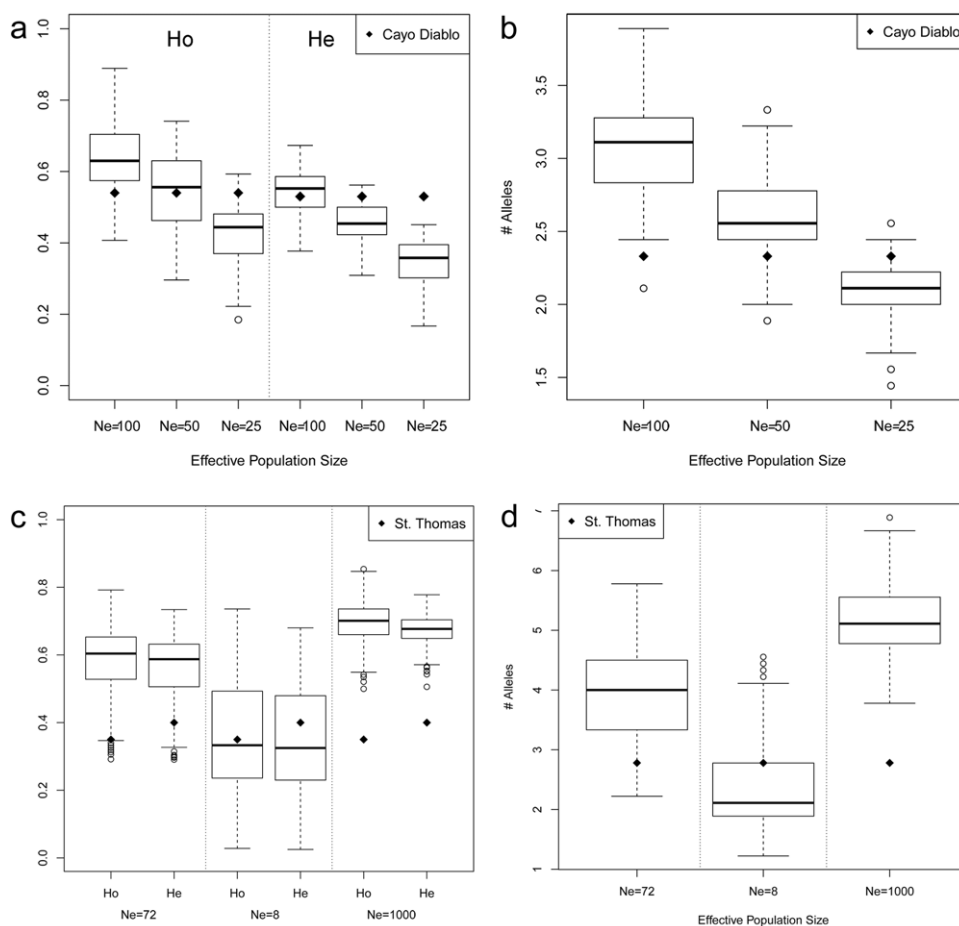 a
Ho
He
◆ Cayo Diablo
1.0
0.8
0.6
0.4
0.2
0.0
Ne=100
Ne=50
Ne=25
Ne=100
Ne=50
Ne=25
Effective Population Size
b
◆ Cayo Diablo
# Alleles
3.5
3.0
2.5
2.0
1.5
Ne=100
Ne=50
Ne=25
Effective Population Size
c
◆ St. Thomas
1.0
0.8
0.6
0.4
0.2
0.0
Ho
He
Ho
He
Ho
He
Ne=72
Ne=8
Ne=1000
d
◆ St. Thomas
# Alleles
7
6
5
4
3
2
1
Ne=72
Ne=8
Ne=1000
Effective Population Size